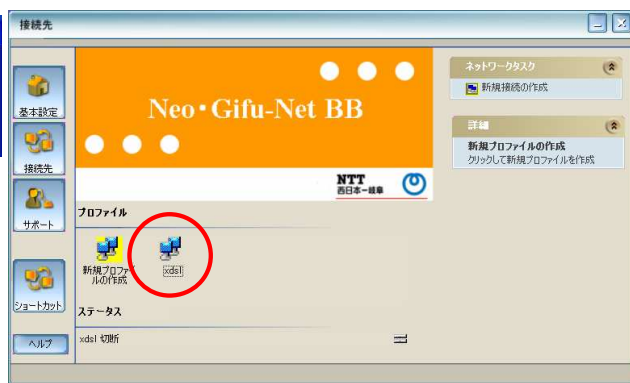 接続先
基本設定
接続先
サポート
ショートカット
ヘルプ
Neo・Gifu-Net BB
NTT
西日本-岐阜
プロファイル
新規プロファイ
ルの作成
xdsl
ステータス
xdsl 切断
ネットワークタスク
新規接続の作成
詳細
新規プロファイルの作成
クリックして新規プロファイルを作成